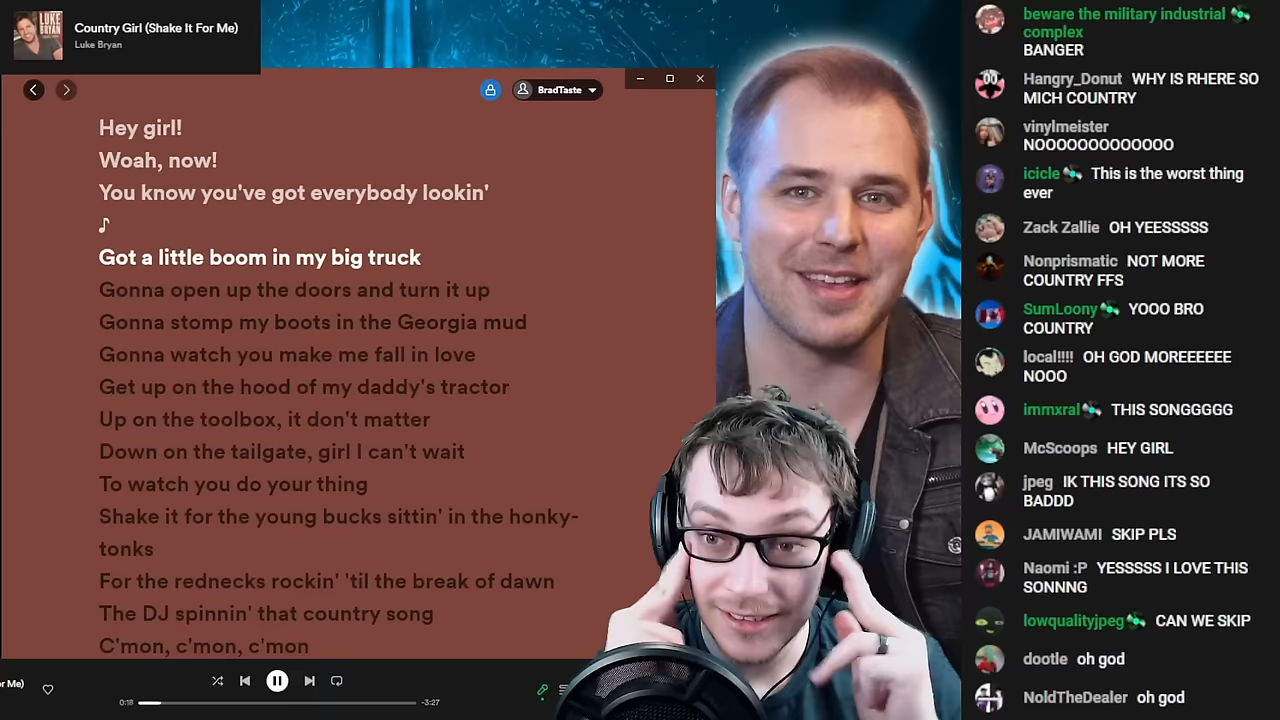 LUKE
BRYAN
Country Girl (Shake It For Me)
Luke Bryan
BradTaste
Hey girl!
Woah, now!
You know you've got everybody lookin'
♪
Got a little boom in my big truck
Gonna open up the doors and turn it up
Gonna stomp my boots in the Georgia mud
Gonna watch you make me fall in love
Get up on the hood of my daddy's tractor
Up on the toolbox, it don't matter
Down on the tailgate, girl I can't wait
To watch you do your thing
Shake it for the young bucks sittin' in the honky-
tonks
For the rednecks rockin' 'til the break of dawn
The DJ spinnin' that country song
C'mon, c'mon, c'mon
or Me)
0:18
-3:27
beware the military industrial
complex
BANGER
Hangry_Donut WHY IS RHERE SO
MICH COUNTRY
vinylmeister
NOOOOOOOOOOOOO
icicle This is the worst thing
ever
Zack Zallie OH YEESSSSS
Nonprismatic NOT MORE
COUNTRY FFS
SumLoony YOOO BRO
COUNTRY
local!!!! OH GOD MOREEEEEE
NOOO
immxral THIS SONGGGGG
McScoops HEY GIRL
jpeg IK THIS SONG ITS SO
BADDD
JAMIWAMI SKIP PLS
Naomi :P YESSSSS I LOVE THIS
SONNNG
lowqualityjpeg CAN WE SKIP
dootle oh god
NoldTheDealer oh god